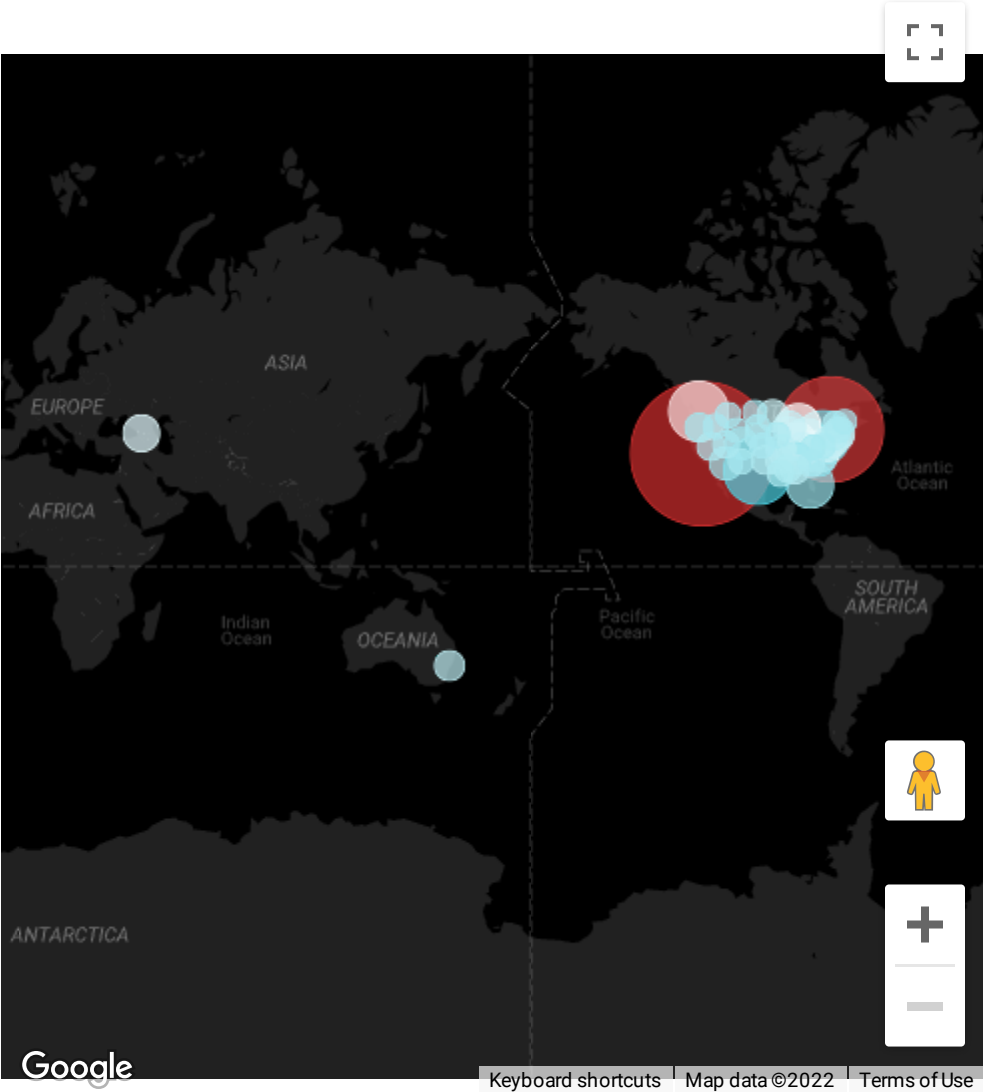 ASIA
EUROPE
Atlantic
Ocean
AFRICA
SOUTH
AMERICA
Indian
Ocean
Pacific
Ocean
OCEANIA
ANTARCTICA
Google
Keyboard shortcuts
Map data ©2022
Terms of Use